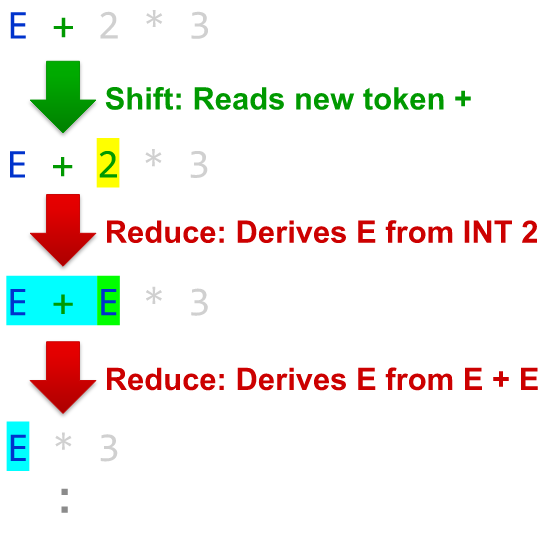 E + 2 * 3
Shift: Reads new token +
E + 2 * 3
Reduce: Derives E from INT 2
E + E * 3
Reduce: Derives E from E + E
E * 3
: